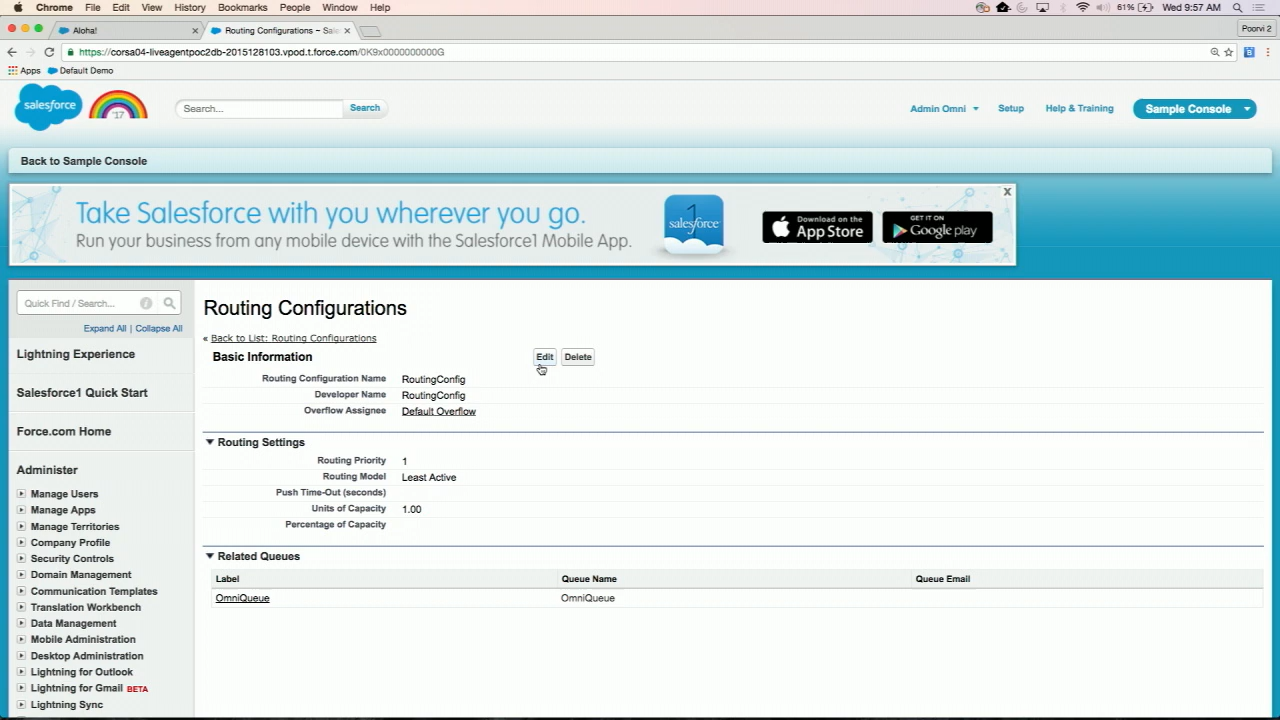 Chrome File Edit View History Bookmarks People Window Help 61% Wed 9:57 AM
Aloha! × Routing Configurations ~ Sale × Poorvi 2
https://corsa04-liveagentpoc2db-2015128103.vpod.t.force.com/0K9x0000000000G
Apps Default Demo
salesforce '17 Search... Search Admin Omni Setup Help & Training Sample Console
Back to Sample Console
Take Salesforce with you wherever you go.
Run your business from any mobile device with the Salesforce1 Mobile App.
1 salesforce
Download on the App Store
GET IT ON Google play
X
Quick Find / Search...
Expand All | Collapse All
Lightning Experience
Salesforce1 Quick Start
Force.com Home
Administer
Manage Users
Manage Apps
Manage Territories
Company Profile
Security Controls
Domain Management
Communication Templates
Translation Workbench
Data Management
Mobile Administration
Desktop Administration
Lightning for Outlook
Lightning for Gmail BETA
Lightning Sync
Routing Configurations
« Back to List: Routing Configurations
Basic Information Edit Delete
Routing Configuration Name RoutingConfig
Developer Name RoutingConfig
Overflow Assignee Default Overflow
Routing Settings
Routing Priority 1
Routing Model Least Active
Push Time-Out (seconds)
Units of Capacity 1.00
Percentage of Capacity
Related Queues
Label Queue Name Queue Email
OmniQueue OmniQueue